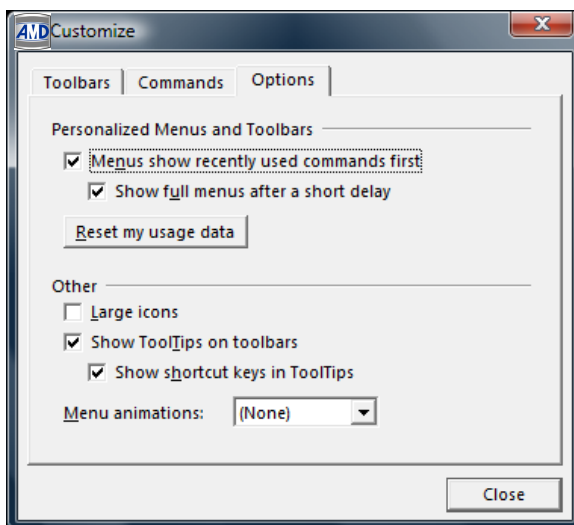 AMD Customize
Toolbars Commands Options
Personalized Menus and Toolbars
Menus show recently used commands first
Show full menus after a short delay
Reset my usage data
Other
Large icons
Show ToolTips on toolbars
Show shortcut keys in ToolTips
Menu animations: (None)
Close